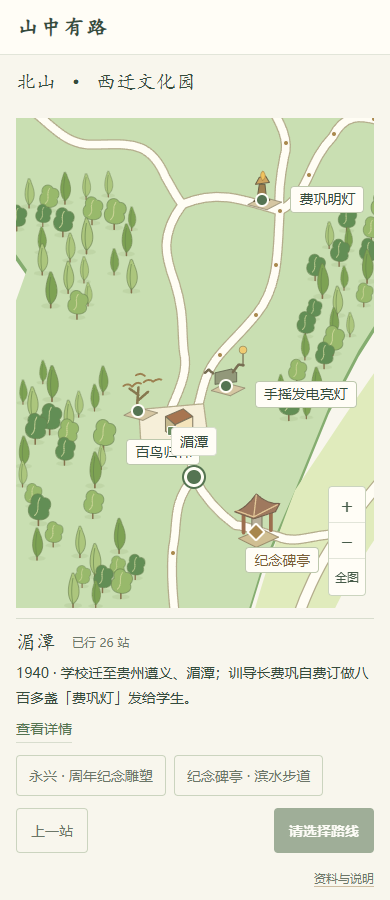 山中有路
北山 • 西迁文化园
费巩明灯
手摇发电亮灯
湄潭
百鸟归
纪念碑亭
+
−
全图
湄潭 已行 26 站
1940 · 学校迁至贵州遵义、湄潭；训导长费巩自费订做八
百多盏「费巩灯」发给学生。
查看详情
永兴 · 周年纪念雕塑 纪念碑亭 · 滨水步道
上一站 请选择路线
资料与说明